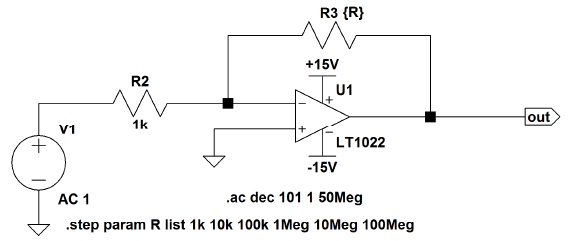 R3 {R}
+15V
R2
U1
1k
out
V1
LT1022
-15V
AC 1
.ac dec 101 1 50Meg
.step param R list 1k 10k 100k 1Meg 10Meg 100Meg